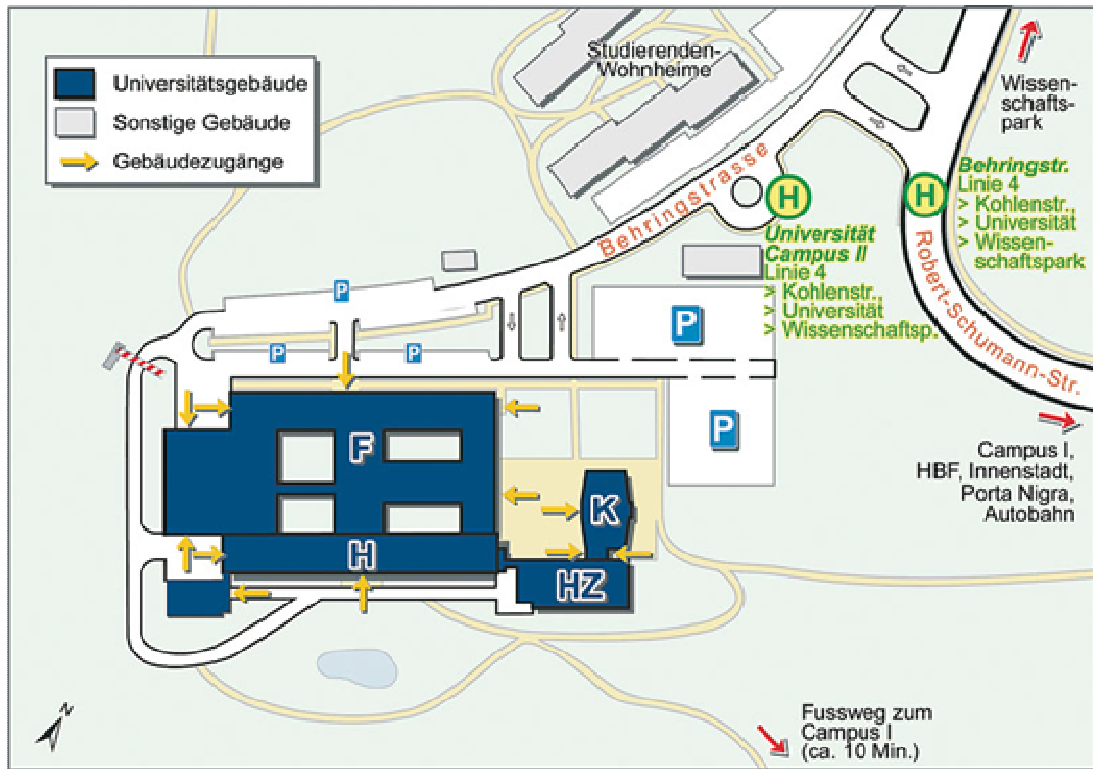 Universitätsgebäude
Sonstige Gebäude
Gebäudezugänge
Studierenden-
Wohnheime
Wissen-
schafts-
park
Behringstrasse
H
Universität
Campus II
Linie 4
> Kohlenstr.,
> Universität
> Wissenschaftsp.
H
Behringstr.
Linie 4
> Kohlenstr.,
> Universität
> Wissen-
schaftspark
Robert-Schumann-Str.
P
P
P
P
P
F
K
H
HZ
Campus I,
HBF, Innenstadt,
Porta Nigra,
Autobahn
N
Fussweg zum
Campus I
(ca. 10 Min.)